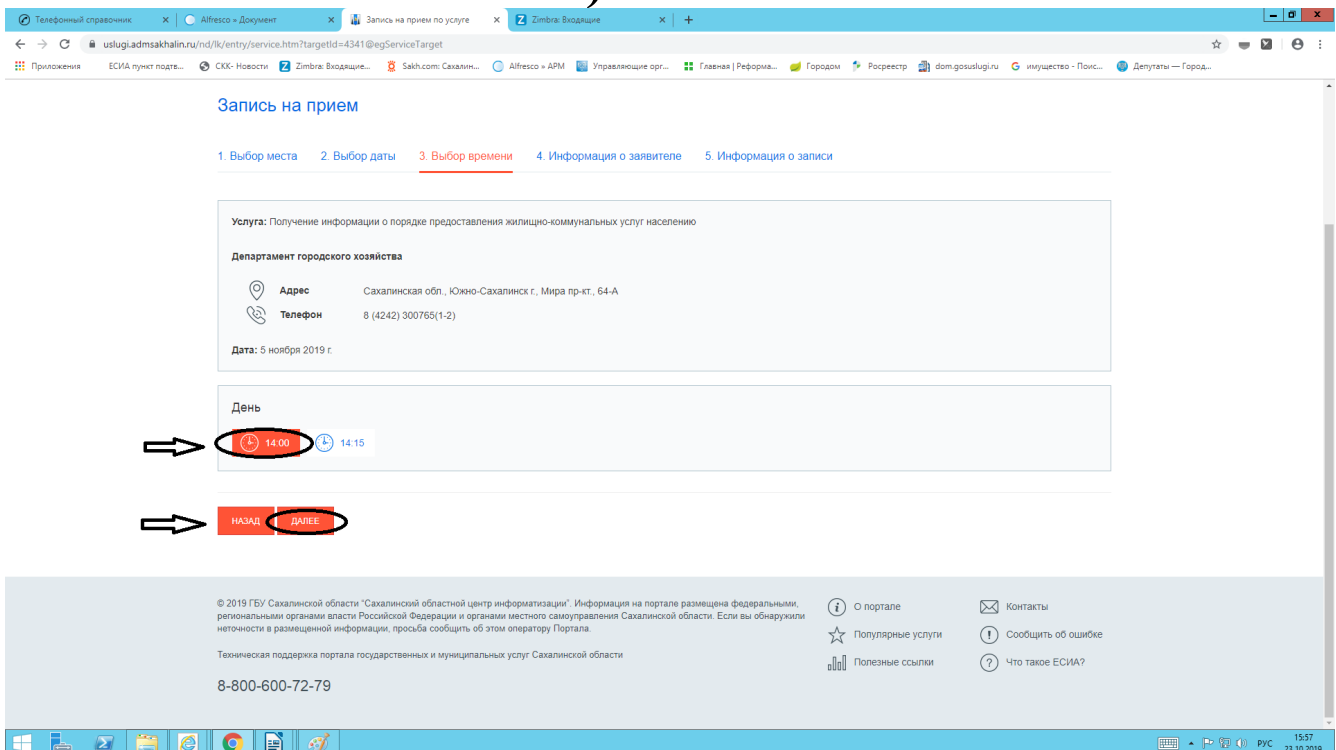 )
Телефонный справочник
Alfresco » Документ
Запись на прием по услуге
Zimbra: Входящие
uslugi.admsakhalin.ru/nd/lk/entry/service.htm?targetId=4341@egServiceTarget
Приложения ЕСИА пункт подтв... СКК- Новости Zimbra: Входящие... Sakh.com: Сахалин... Alfresco » АРМ Управляющие орг... Главная | Реформа... Городом Росреестр dom.gosuslugi.ru имущество - Поис... Депутаты — Город...
Запись на прием
1. Выбор места 2. Выбор даты 3. Выбор времени 4. Информация о заявителе 5. Информация о записи
Услуга: Получение информации о порядке предоставления жилищно-коммунальных услуг населению
Департамент городского хозяйства
Адрес Сахалинская обл., Южно-Сахалинск г., Мира пр-кт., 64-А
Телефон 8 (4242) 300765(1-2)
Дата: 5 ноября 2019 г.
День
14:00 14:15
НАЗАД ДАЛЕЕ
© 2019 ГБУ Сахалинской области "Сахалинский областной центр информатизации". Информация на портале размещена федеральными,
региональными органами власти Российской Федерации и органами местного самоуправления Сахалинской области. Если вы обнаружили
неточности в размещенной информации, просьба сообщить об этом оператору Портала.
Техническая поддержка портала государственных и муниципальных услуг Сахалинской области
8-800-600-72-79
О портале Контакты
Популярные услуги Сообщить об ошибке
Полезные ссылки Что такое ЕСИА?
РУС 15:57
23.10.2019